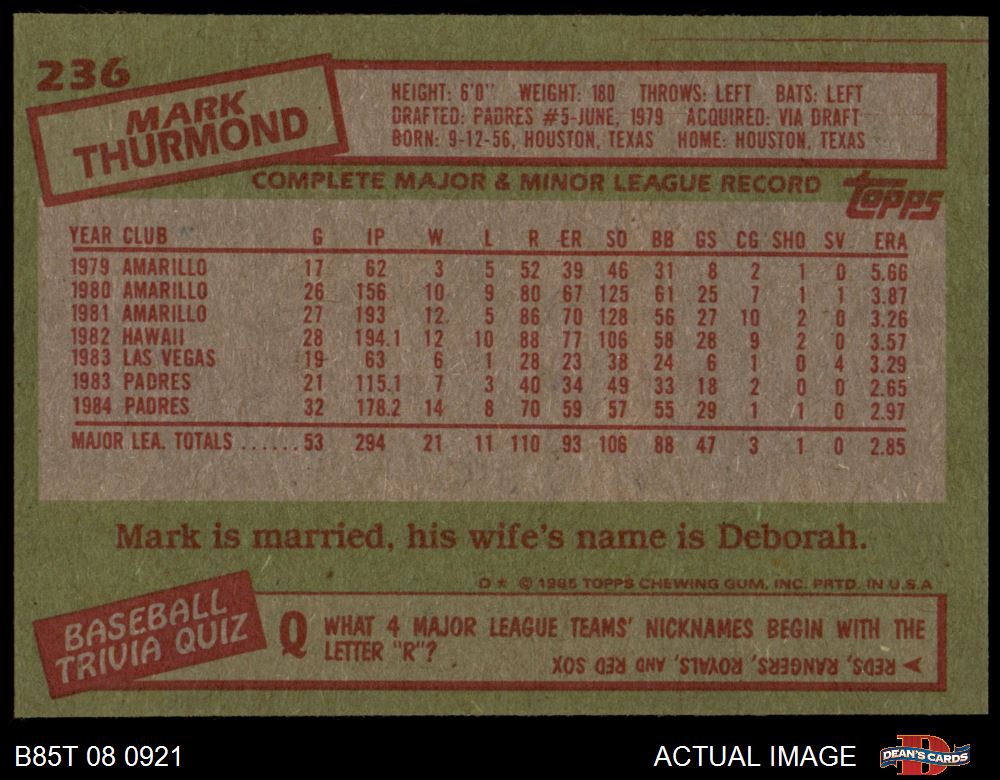 236
MARK
THURMOND
HEIGHT: 6'0" WEIGHT: 180 THROWS: LEFT BATS: LEFT
DRAFTED: PADRES #5-JUNE, 1979 ACQUIRED: VIA DRAFT
BORN: 9-12-56, HOUSTON, TEXAS HOME: HOUSTON, TEXAS
COMPLETE MAJOR & MINOR LEAGUE RECORD
topps
YEAR CLUB G IP W L R ER SO BB GS CG SHO SV ERA
1979 AMARILLO 17 62 3 5 52 39 46 31 8 2 1 0 5.66
1980 AMARILLO 26 156 10 9 80 67 125 61 25 7 1 1 3.87
1981 AMARILLO 27 193 12 5 86 70 128 56 27 10 2 0 3.26
1982 HAWAII 28 194.1 12 10 88 77 106 58 28 9 2 0 3.57
1983 LAS VEGAS 19 63 6 1 28 23 38 24 6 1 0 4 3.29
1983 PADRES 21 115.1 7 3 40 34 49 33 18 2 0 0 2.65
1984 PADRES 32 178.2 14 8 70 59 57 55 29 1 1 0 2.97
MAJOR LEA. TOTALS ...... 53 294 21 11 110 93 106 88 47 3 1 0 2.85
Mark is married, his wife's name is Deborah.
D * © 1985 TOPPS CHEWING GUM, INC. PRTD. IN U.S.A
BASEBALL
TRIVIA QUIZ
Q WHAT 4 MAJOR LEAGUE TEAMS' NICKNAMES BEGIN WITH THE
LETTER "R"?
REDS, RANGERS, ROYALS, AND RED SOX
B85T 08 0921
ACTUAL IMAGE
DEAN'S CARDS